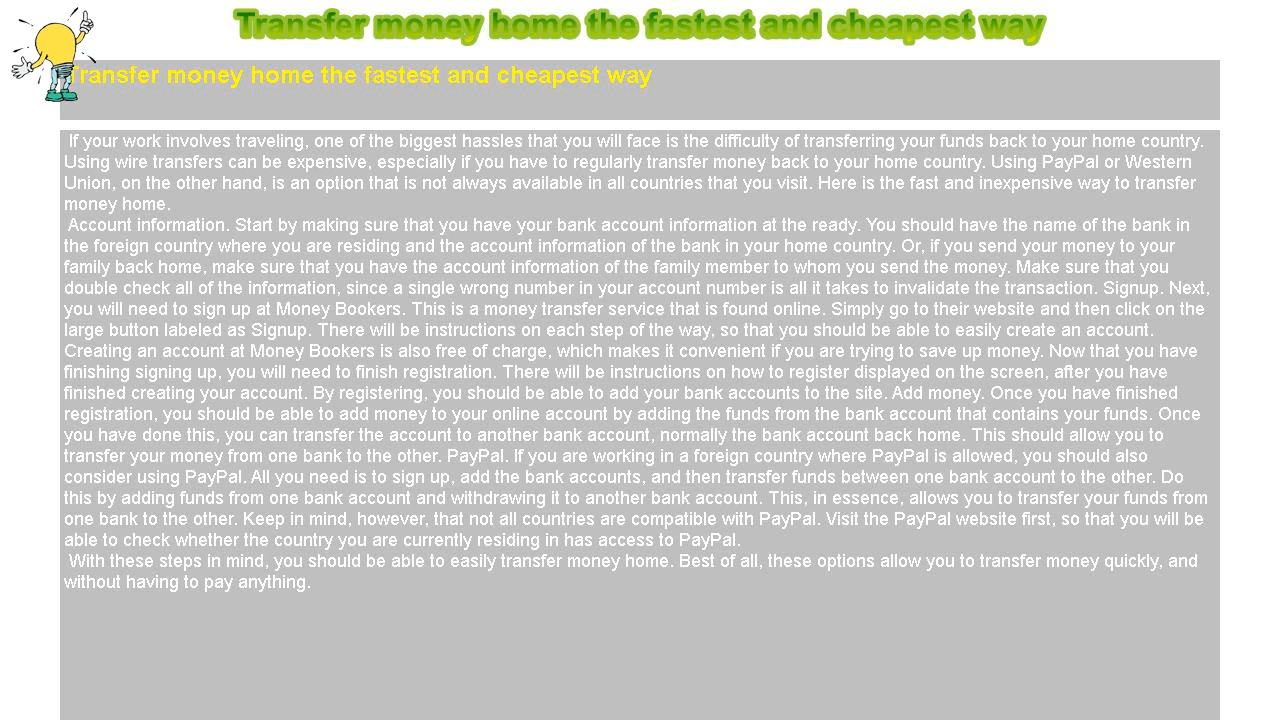 Transfer money home the fastest and cheapest way
Transfer money home the fastest and cheapest way
If your work involves traveling, one of the biggest hassles that you will face is the difficulty of transferring your funds back to your home country.
Using wire transfers can be expensive, especially if you have to regularly transfer money back to your home country. Using PayPal or Western
Union, on the other hand, is an option that is not always available in all countries that you visit. Here is the fast and inexpensive way to transfer
money home.
Account information. Start by making sure that you have your bank account information at the ready. You should have the name of the bank in
the foreign country where you are residing and the account information of the bank in your home country. Or, if you send your money to your
family back home, make sure that you have the account information of the family member to whom you send the money. Make sure that you
double check all of the information, since a single wrong number in your account number is all it takes to invalidate the transaction. Signup. Next,
you will need to sign up at Money Bookers. This is a money transfer service that is found online. Simply go to their website and then click on the
large button labeled as Signup. There will be instructions on each step of the way, so that you should be able to easily create an account.
Creating an account at Money Bookers is also free of charge, which makes it convenient if you are trying to save up money. Now that you have
finishing signing up, you will need to finish registration. There will be instructions on how to register displayed on the screen, after you have
finished creating your account. By registering, you should be able to add your bank accounts to the site. Add money. Once you have finished
registration, you should be able to add money to your online account by adding the funds from the bank account that contains your funds. Once
you have done this, you can transfer the account to another bank account, normally the bank account back home. This should allow you to
transfer your money from one bank to the other. PayPal. If you are working in a foreign country where PayPal is allowed, you should also
consider using PayPal. All you need is to sign up, add the bank accounts, and then transfer funds between one bank account to the other. Do
this by adding funds from one bank account and withdrawing it to another bank account. This, in essence, allows you to transfer your funds from
one bank to the other. Keep in mind, however, that not all countries are compatible with PayPal. Visit the PayPal website first, so that you will be
able to check whether the country you are currently residing in has access to PayPal.
With these steps in mind, you should be able to easily transfer money home. Best of all, these options allow you to transfer money quickly, and
without having to pay anything.